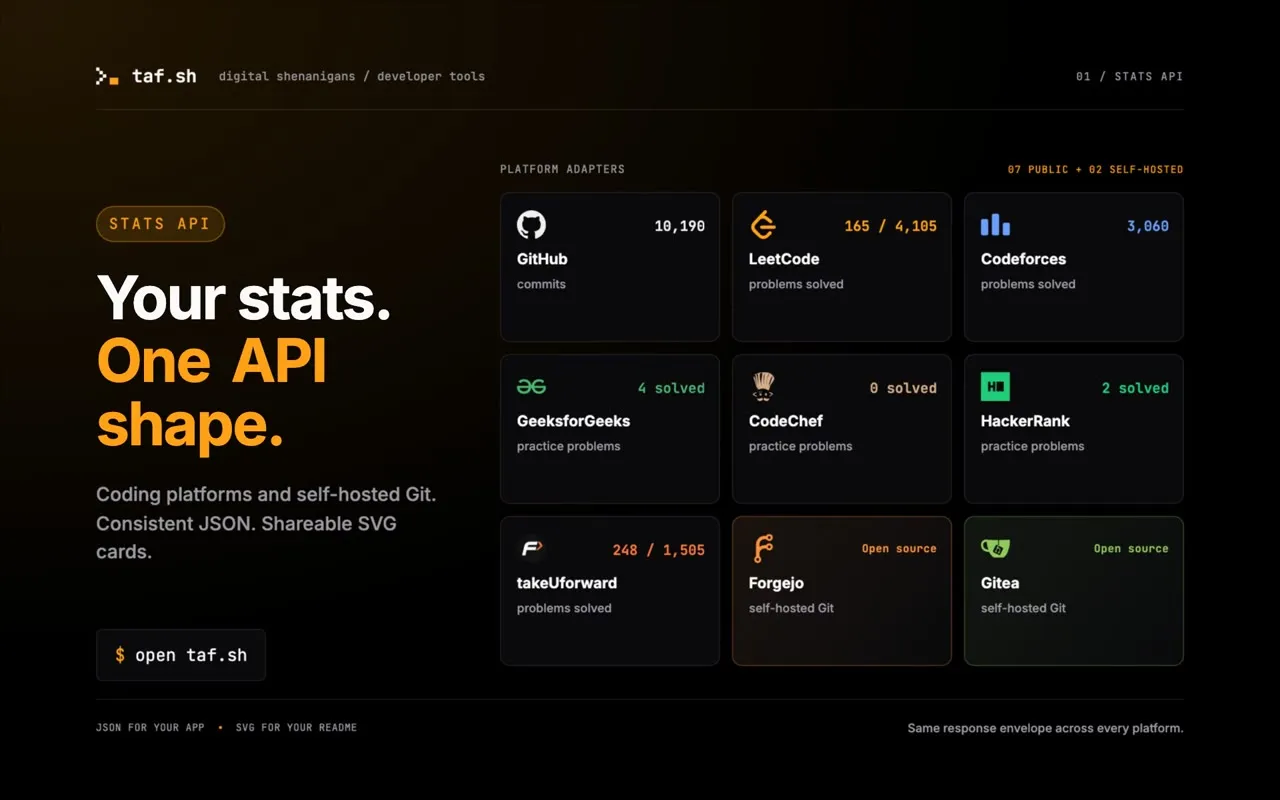 taf.sh
digital shenanigans / developer tools
01 / STATS API
STATS API
Your stats.
One API
shape.
Coding platforms and self-hosted Git.
Consistent JSON. Shareable SVG
cards.
$ open taf.sh
PLATFORM ADAPTERS
07 PUBLIC + 02 SELF-HOSTED
10,190
GitHub
commits
165 / 4,105
LeetCode
problems solved
3,060
Codeforces
problems solved
4 solved
GeeksforGeeks
practice problems
0 solved
CodeChef
practice problems
2 solved
HackerRank
practice problems
248 / 1,505
takeUforward
problems solved
Open source
Forgejo
self-hosted Git
Open source
Gitea
self-hosted Git
JSON FOR YOUR APP • SVG FOR YOUR README
Same response envelope across every platform.